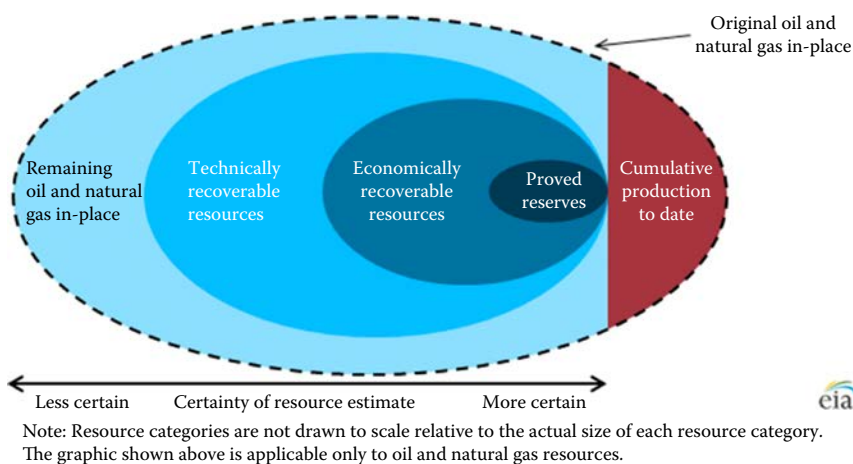 Original oil and
natural gas in-place
Remaining
oil and natural
gas in-place
Technically
recoverable
resources
Economically
recoverable
resources
Proved
reserves
Cumulative
production
to date
Less certain
Certainty of resource estimate
More certain
eia
Note: Resource categories are not drawn to scale relative to the actual size of each resource category.
The graphic shown above is applicable only to oil and natural gas resources.